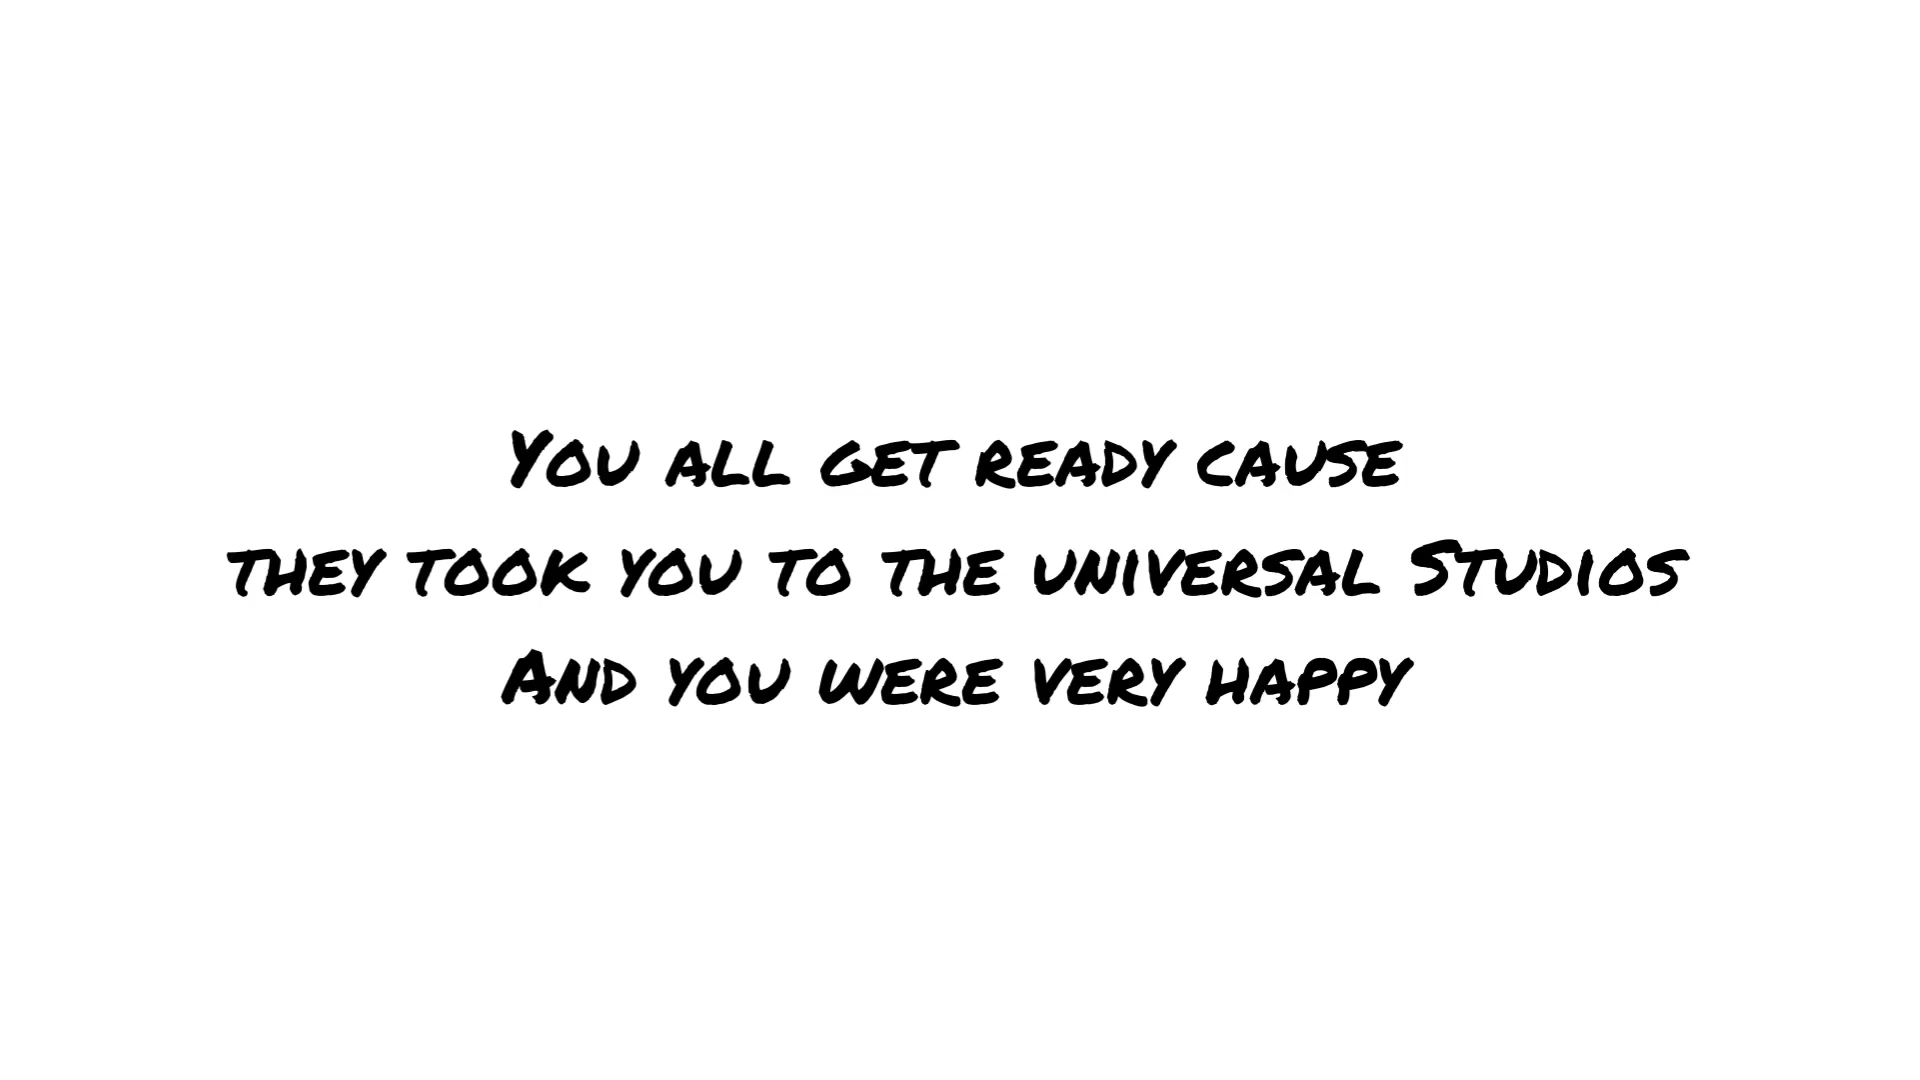 You all get ready cause
they took you to the universal Studios
And you were very happy